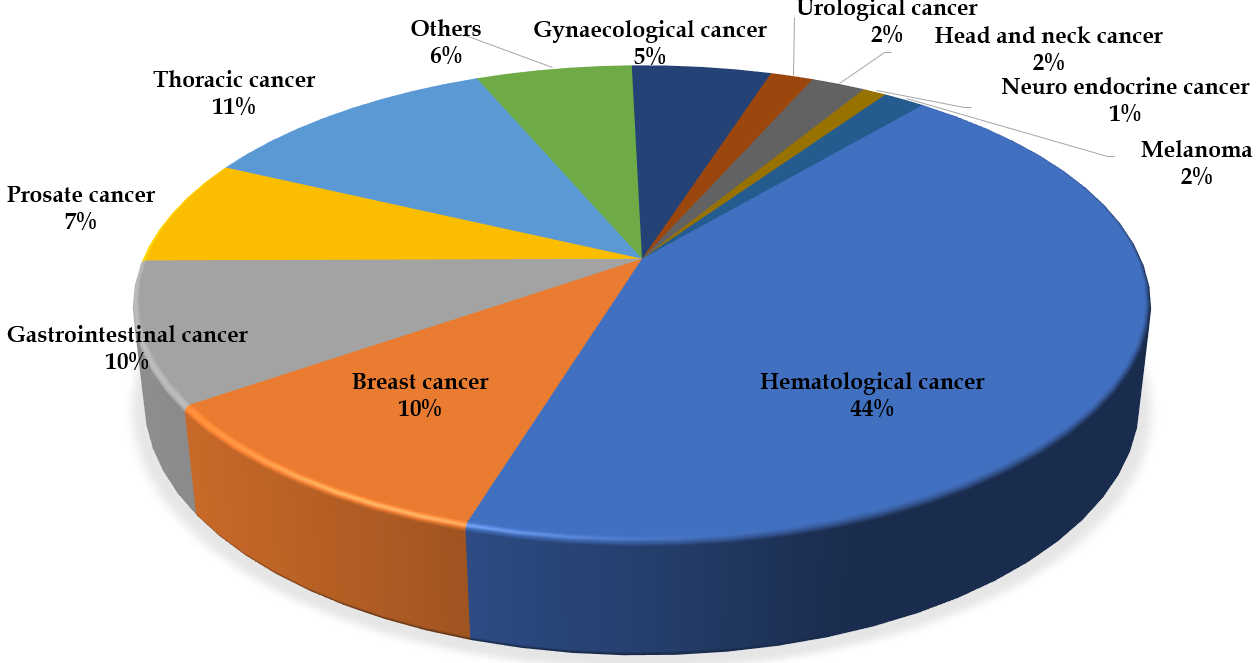 Urological cancer
2%
Others
6%
Gynaecological cancer
5%
Head and neck cancer
2%
Thoracic cancer
11%
Neuro endocrine cancer
1%
Melanoma
2%
Prosate cancer
7%
Gastrointestinal cancer
10%
Breast cancer
10%
Hematological cancer
44%